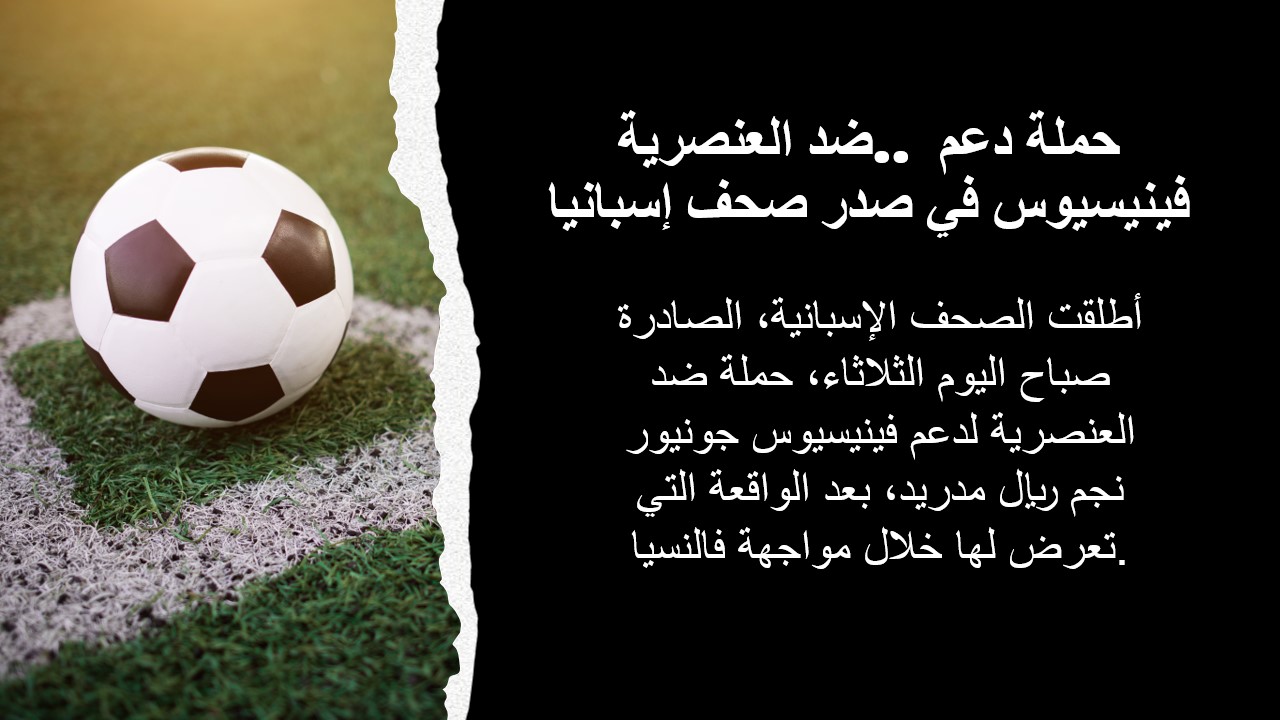 حملة دعم ..ضد العنصرية
فينيسيوس في صدر صحف إسبانيا
أطلقت الصحف الإسبانية، الصادرة
صباح اليوم الثلاثاء، حملة ضد
العنصرية لدعم فينيسيوس جونيور
نجم ريال مدريد، بعد الواقعة التي
.تعرض لها خلال مواجهة فالنسيا